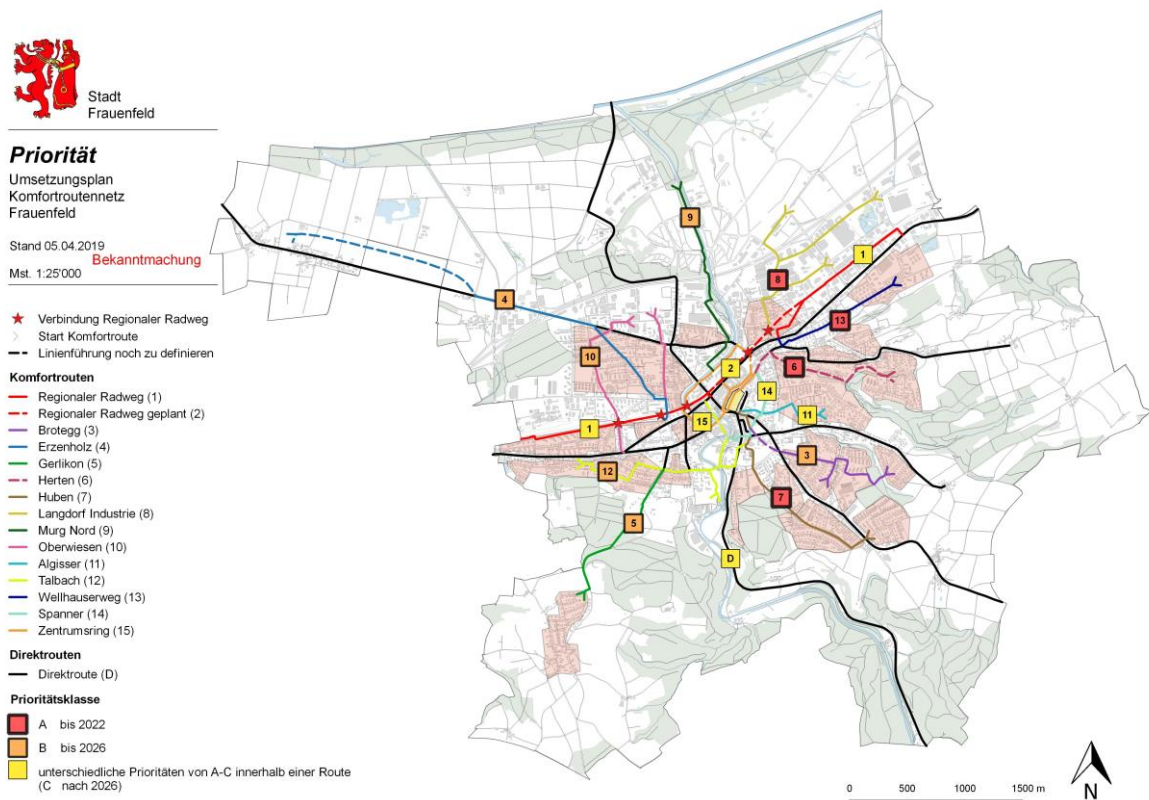 Stadt
Frauenfeld
Priorität
Umsetzungsplan
Komfortroutennetz
Frauenfeld
Stand 05.04.2019
Bekanntmachung
Mst. 1:25'000
Verbindung Regionaler Radweg
Start Komfortroute
Linienführung noch zu definieren
Komfortrouten
Regionaler Radweg (1)
Regionaler Radweg geplant (2)
Brotegg (3)
Erzenholz (4)
Gerlikon (5)
Herten (6)
Huben (7)
Langdorf Industrie (8)
Murg Nord (9)
Oberwiesen (10)
Algisser (11)
Talbach (12)
Wellhauserweg (13)
Spanner (14)
Zentrumsring (15)
Direktrouten
Direktroute (D)
Prioritätsklasse
A bis 2022
B bis 2026
unterschiedliche Prioritäten von A-C innerhalb einer Route
(C nach 2026)
9
1
8
4
13
10
2
6
14
11
15
1
3
12
7
5
D
0 500 1000 1500 m
N